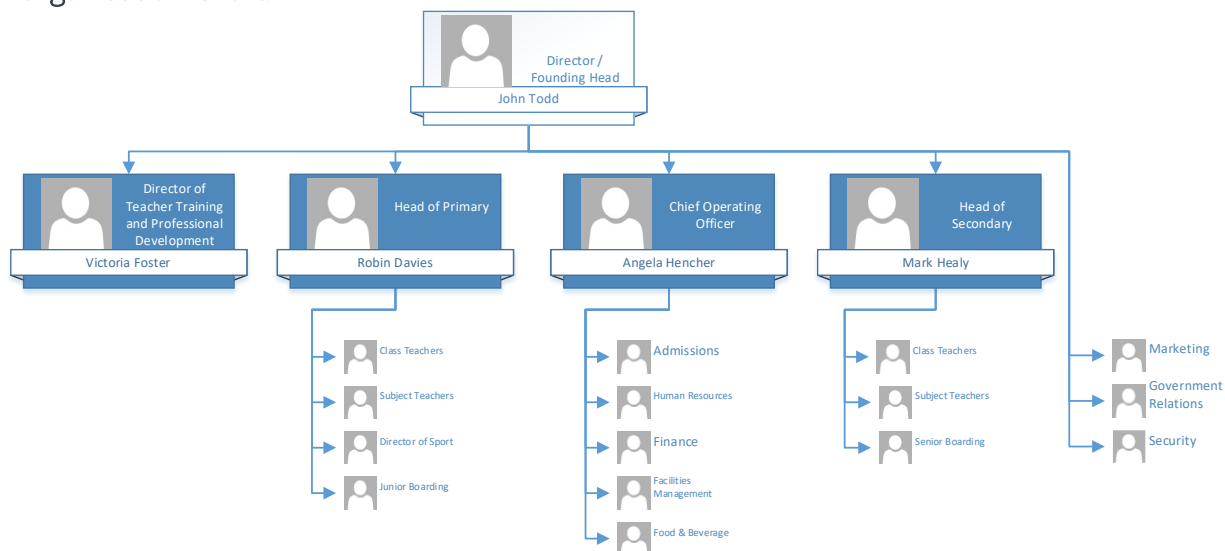 Director /
Founding Head
John Todd
Director of
Teacher Training
and Professional
Development
Victoria Foster
Head of Primary
Robin Davies
Chief Operating
Officer
Angela Hencher
Head of
Secondary
Mark Healy
Class Teachers
Subject Teachers
Director of Sport
Junior Boarding
Admissions
Human Resources
Finance
Facilities
Management
Food & Beverage
Class Teachers
Subject Teachers
Senior Boarding
Marketing
Government
Relations
Security